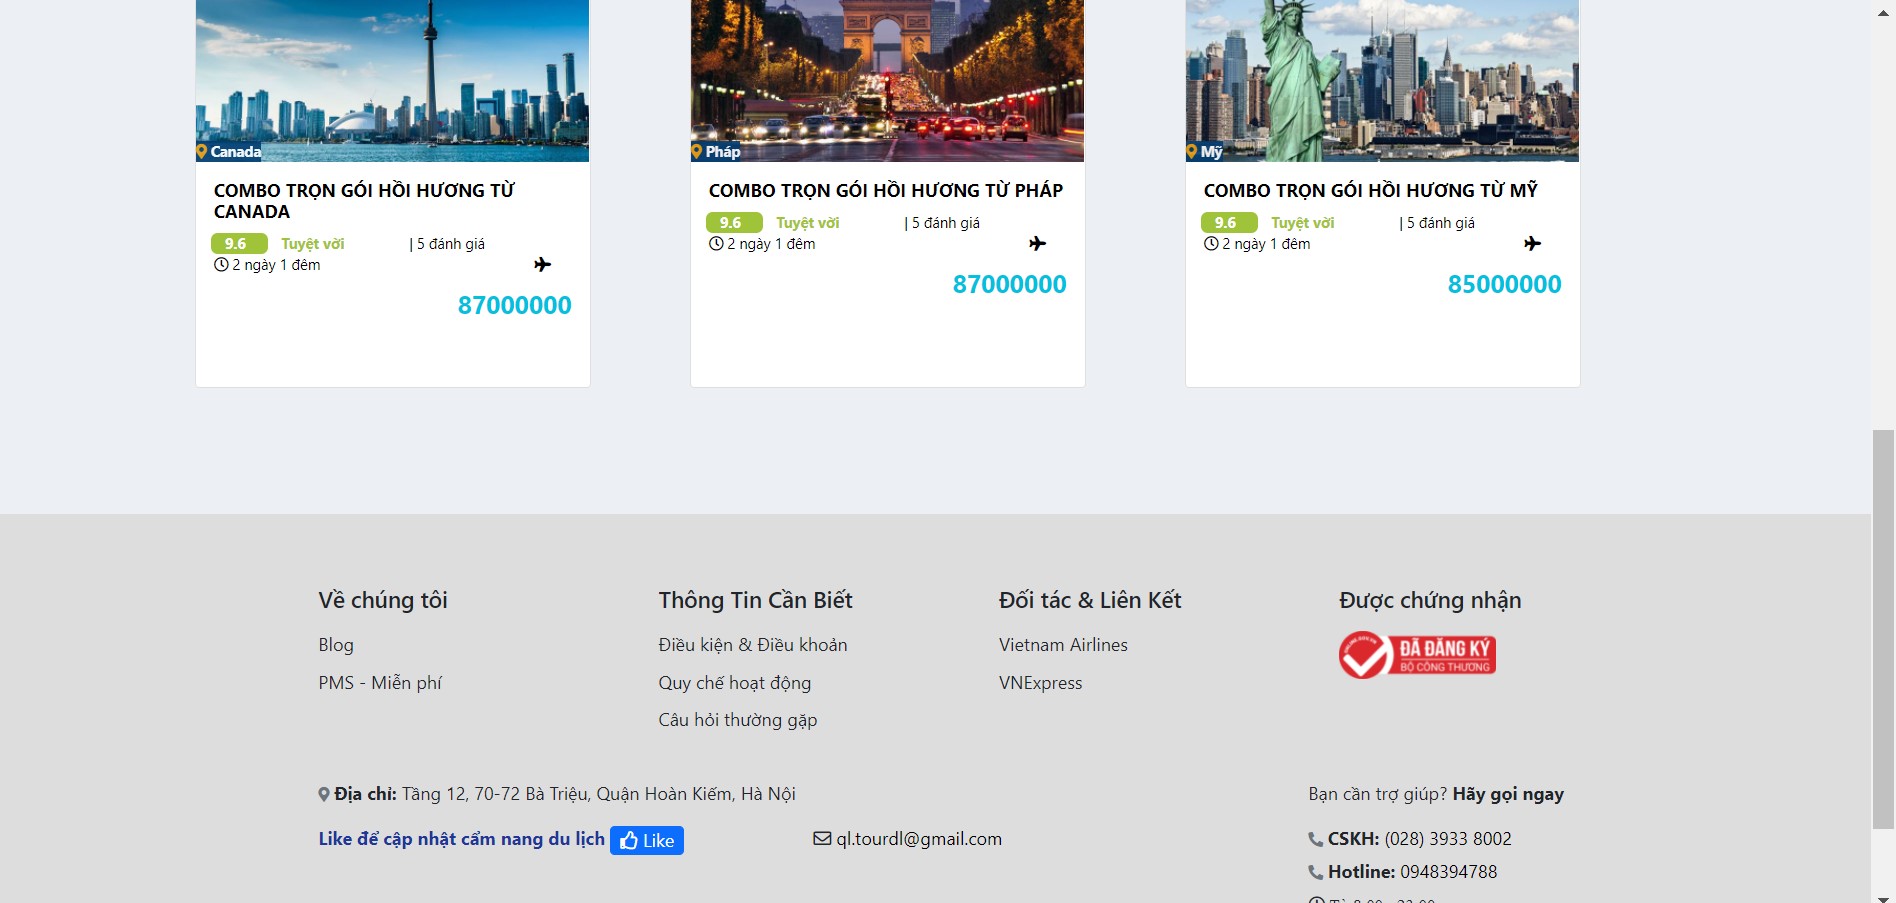 Canada
COMBO TRỌN GÓI HỒI HƯƠNG TỪ
CANADA
9.6 Tuyệt vời | 5 đánh giá
2 ngày 1 đêm
87000000
Pháp
COMBO TRỌN GÓI HỒI HƯƠNG TỪ PHÁP
9.6 Tuyệt vời | 5 đánh giá
2 ngày 1 đêm
87000000
Mỹ
COMBO TRỌN GÓI HỒI HƯƠNG TỪ MỸ
9.6 Tuyệt vời | 5 đánh giá
2 ngày 1 đêm
85000000
Về chúng tôi
Blog
PMS - Miễn phí
Thông Tin Cần Biết
Điều kiện & Điều khoản
Quy chế hoạt động
Câu hỏi thường gặp
Đối tác & Liên Kết
Vietnam Airlines
VNExpress
Được chứng nhận
ĐÃ ĐĂNG KÝ
BỘ CÔNG THƯƠNG
Địa chỉ: Tầng 12, 70-72 Bà Triệu, Quận Hoàn Kiếm, Hà Nội
Like để cập nhật cẩm nang du lịch Like
ql.tourdl@gmail.com
Bạn cần trợ giúp? Hãy gọi ngay
CSKH: (028) 3933 8002
Hotline: 0948394788